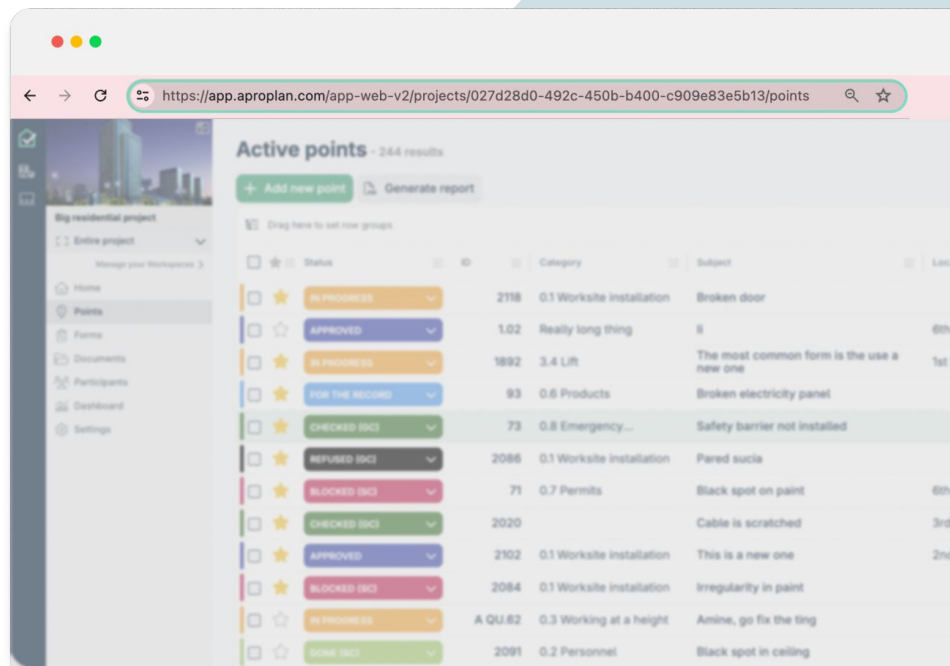 https://app.aproplan.com/app-web-v2/projects/027d28d0-492c-450b-b400-c909e83e5b13/points
Active points - 244 results
+ Add new point Generate report
Big residential project
Drag here to set row groups
Entire project
Manage your Workspaces >
Status ID Category Subject Loc
Home
Points
Forms
Documents
Participants
Dashboard
Settings
IN PROGRESS 2118 0.1 Worksite installation Broken door
APPROVED 1.02 Really long thing li 6th
IN PROGRESS 1892 3.4 Lift The most common form is the use a new one 1st
FOR THE RECORD 93 0.6 Products Broken electricity panel
CHECKED (GC) 73 0.8 Emergency... Safety barrier not installed
REFUSED (GC) 2086 0.1 Worksite installation Pared sucia
BLOCKED (SC) 71 0.7 Permits Black spot on paint 6th
CHECKED (GC) 2020 Cable is scratched 3rd
APPROVED 2102 0.1 Worksite installation This is a new one 2nd
BLOCKED (SC) 2084 0.1 Worksite installation Irregularity in paint
IN PROGRESS A QU.62 0.3 Working at a height Amine, go fix the ting
DONE (SC) 2091 0.2 Personnel Black spot in ceiling